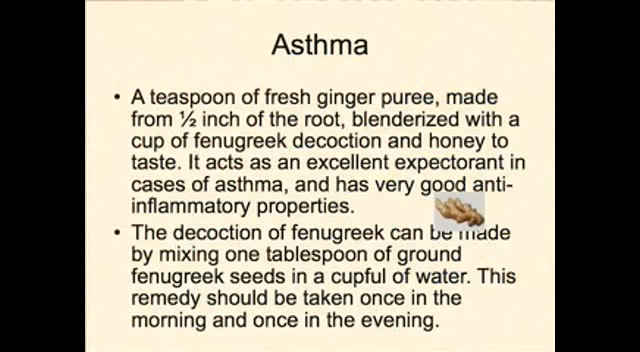 Asthma
• A teaspoon of fresh ginger puree, made
from ½ inch of the root, blenderized with a
cup of fenugreek decoction and honey to
taste. It acts as an excellent expectorant in
cases of asthma, and has very good anti-
inflammatory properties.
• The decoction of fenugreek can be made
by mixing one tablespoon of ground
fenugreek seeds in a cupful of water. This
remedy should be taken once in the
morning and once in the evening.